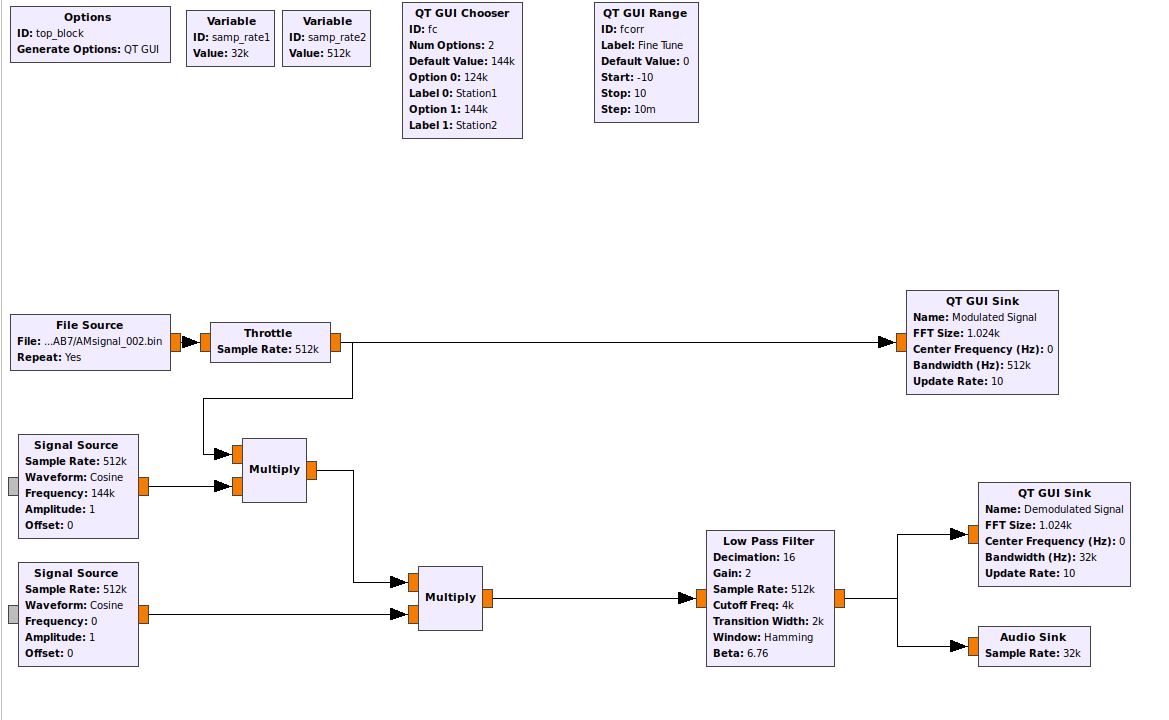 Options
ID: top_block
Generate Options: QT GUI
Variable
ID: samp_rate1
Value: 32k
Variable
ID: samp_rate2
Value: 512k
QT GUI Chooser
ID: fc
Num Options: 2
Default Value: 144k
Option 0: 124k
Label 0: Station1
Option 1: 144k
Label 1: Station2
QT GUI Range
ID: fcorr
Label: Fine Tune
Default Value: 0
Start: -10
Stop: 10
Step: 10m
File Source
File: ...AB7/AMsignal_002.bin
Repeat: Yes
Throttle
Sample Rate: 512k
QT GUI Sink
Name: Modulated Signal
FFT Size: 1.024k
Center Frequency (Hz): 0
Bandwidth (Hz): 512k
Update Rate: 10
Signal Source
Sample Rate: 512k
Waveform: Cosine
Frequency: 144k
Amplitude: 1
Offset: 0
Multiply
Signal Source
Sample Rate: 512k
Waveform: Cosine
Frequency: 0
Amplitude: 1
Offset: 0
Multiply
Low Pass Filter
Decimation: 16
Gain: 2
Sample Rate: 512k
Cutoff Freq: 4k
Transition Width: 2k
Window: Hamming
Beta: 6.76
QT GUI Sink
Name: Demodulated Signal
FFT Size: 1.024k
Center Frequency (Hz): 0
Bandwidth (Hz): 32k
Update Rate: 10
Audio Sink
Sample Rate: 32k